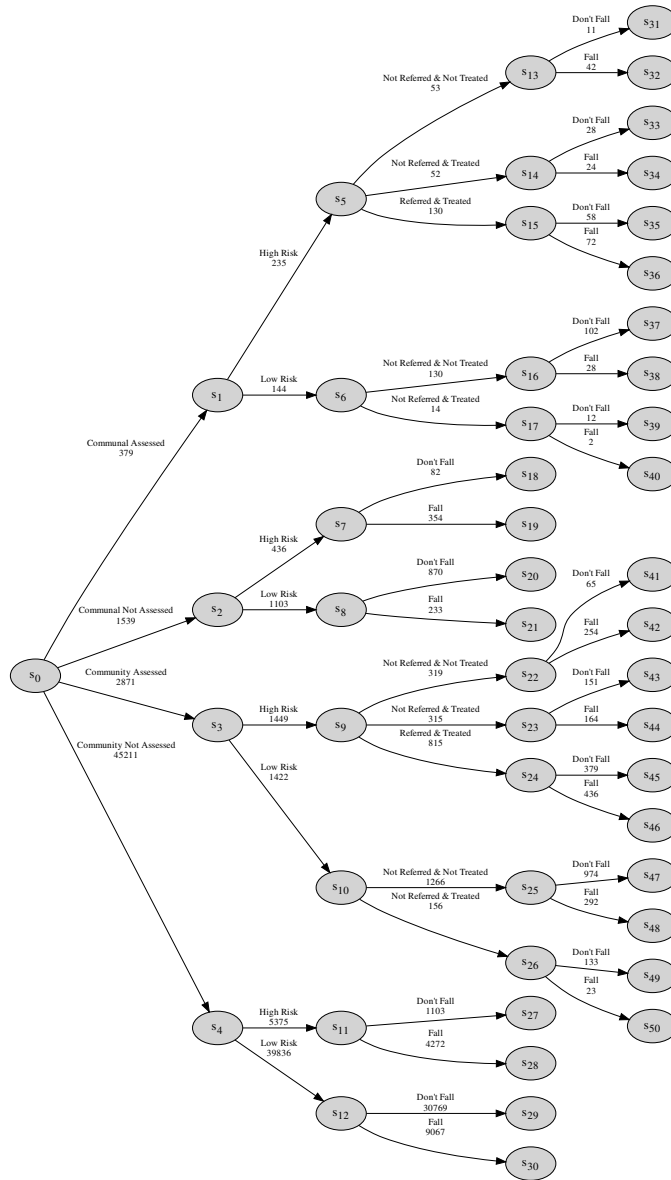 Don't Fall
11
s31
Fall
42
s32
Not Referred & Not Treated
53
s13
Don't Fall
28
s33
Fall
24
s34
Not Referred & Treated
52
s14
Referred & Treated
130
s15
Don't Fall
58
s35
Fall
72
s36
s5
High Risk
235
Don't Fall
102
s37
Fall
28
s38
Not Referred & Not Treated
130
s16
Not Referred & Treated
14
s17
Don't Fall
12
s39
Fall
2
s40
s1
Low Risk
144
s6
Communal Assessed
379
Don't Fall
82
s18
Fall
354
s19
s7
High Risk
436
Don't Fall
870
s20
Fall
233
s21
Communal Not Assessed
1539
s2
Low Risk
1103
s8
Don't Fall
65
s41
Fall
254
s42
Not Referred & Not Treated
319
s22
Don't Fall
151
s43
Fall
164
s44
s0
Community Assessed
2871
s3
High Risk
1449
s9
Not Referred & Treated
315
s23
Referred & Treated
815
s24
Don't Fall
379
s45
Fall
436
s46
Community Not Assessed
45211
Low Risk
1422
s10
Not Referred & Not Treated
1266
s25
Don't Fall
974
s47
Fall
292
s48
Not Referred & Treated
156
s26
Don't Fall
133
s49
Fall
23
s50
s4
High Risk
5375
s11
Don't Fall
1103
s27
Fall
4272
s28
Low Risk
39836
s12
Don't Fall
30769
s29
Fall
9067
s30